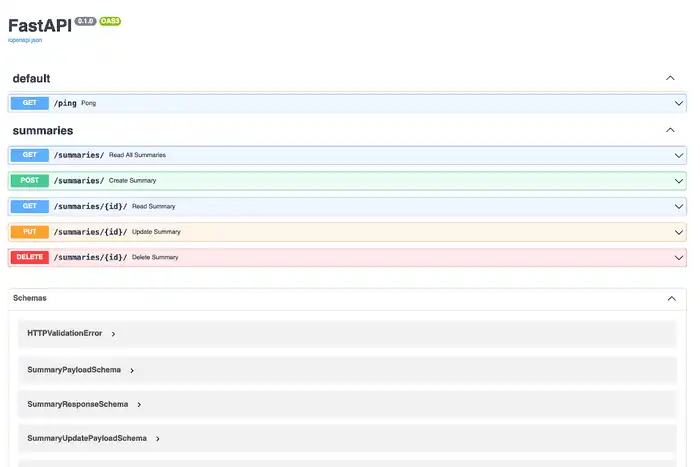 FastAPI 0.1.0 OAS3
/openapi.json
default
GET /ping Pong
summaries
GET /summaries/ Read All Summaries
POST /summaries/ Create Summary
GET /summaries/{id}/ Read Summary
PUT /summaries/{id}/ Update Summary
DELETE /summaries/{id}/ Delete Summary
Schemas
HTTPValidationError
SummaryPayloadSchema
SummaryResponseSchema
SummaryUpdatePayloadSchema